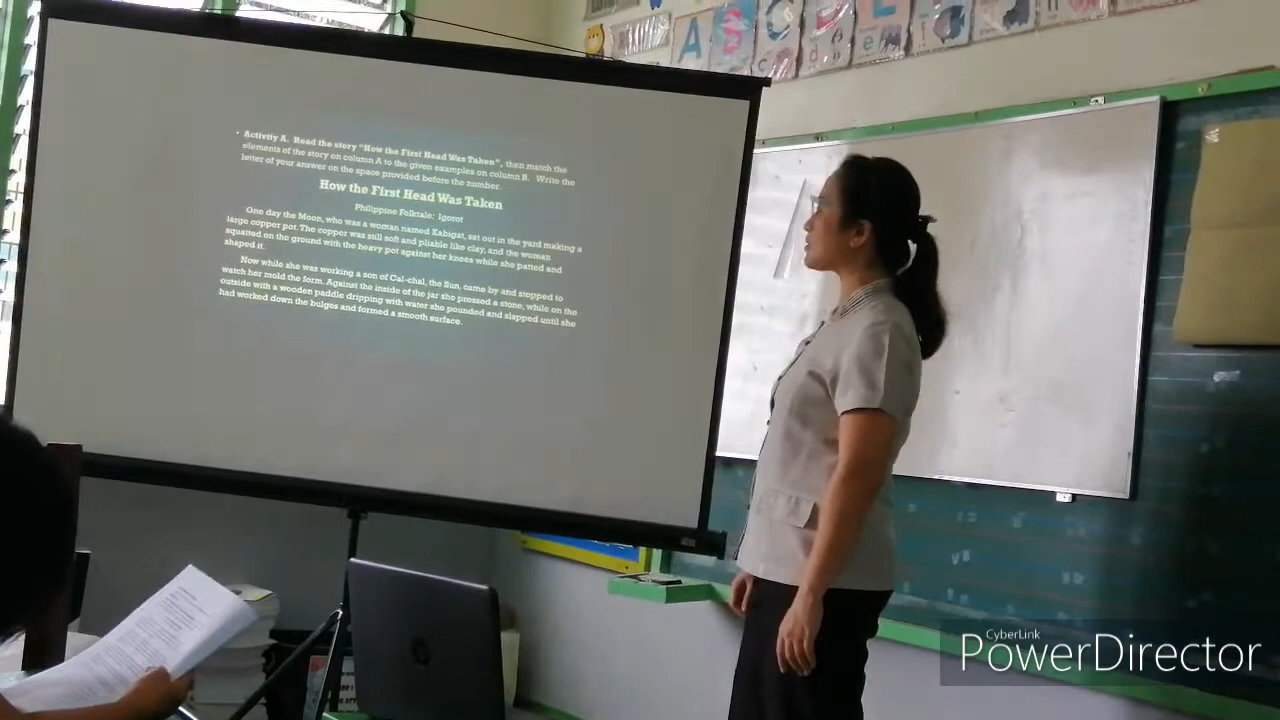 • Activity A. Read the story "How the First Head Was Taken", then match the
elements of the story on column A to the given examples on column B. Write the
letter of your answer on the space provided before the number.
How the First Head Was Taken
Philippine Folktale: Igorot
One day the Moon, who was a woman named Kabigat, sat out in the yard making a
large copper pot. The copper was still soft and pliable like clay, and the woman
squatted on the ground with the heavy pot against her knees while she patted and
shaped it.
Now while she was working a son of Cal-chal, the Sun, came by and stopped to
watch her mold the form. Against the inside of the jar she pressed a stone, while on the
outside with a wooden paddle dripping with water she pounded and slapped until she
had worked down the bulges and formed a smooth surface.
CyberLink
PowerDirector